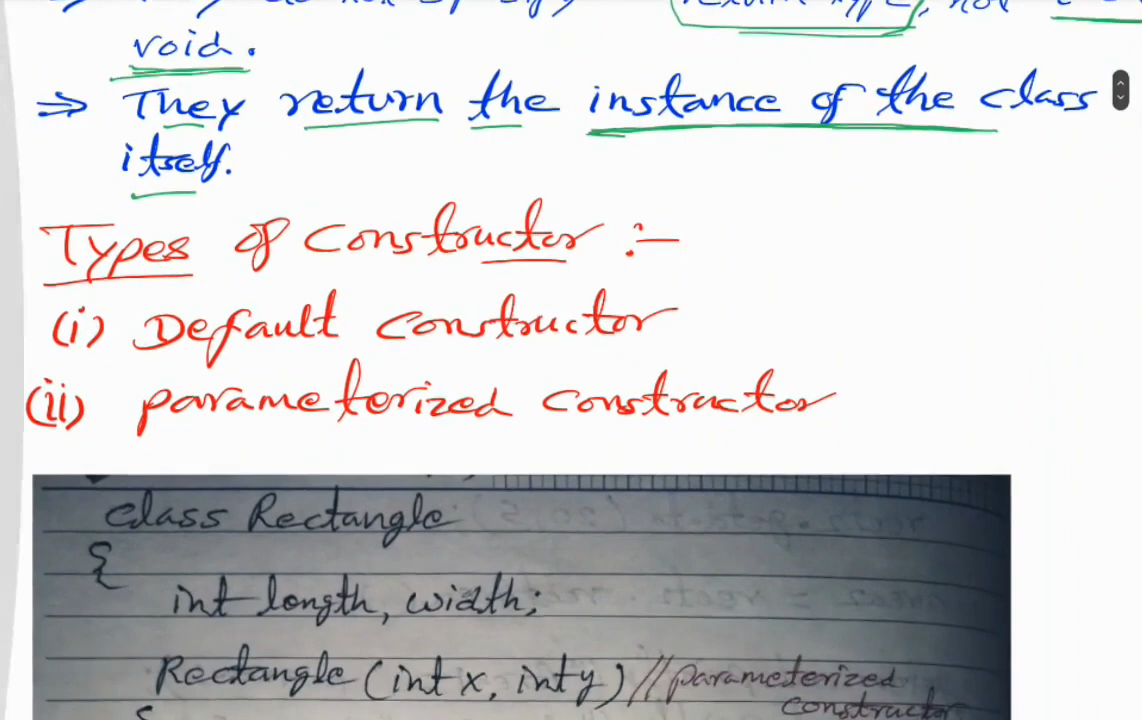 void.
⇒ They return the instance of the class
itself.
Types of Constructor :-
(i) Default constructor
(ii) parameterized constructor
class Rectangle
{
int length, width;
Rectangle (int x, int y) //parameterized
constructor
{